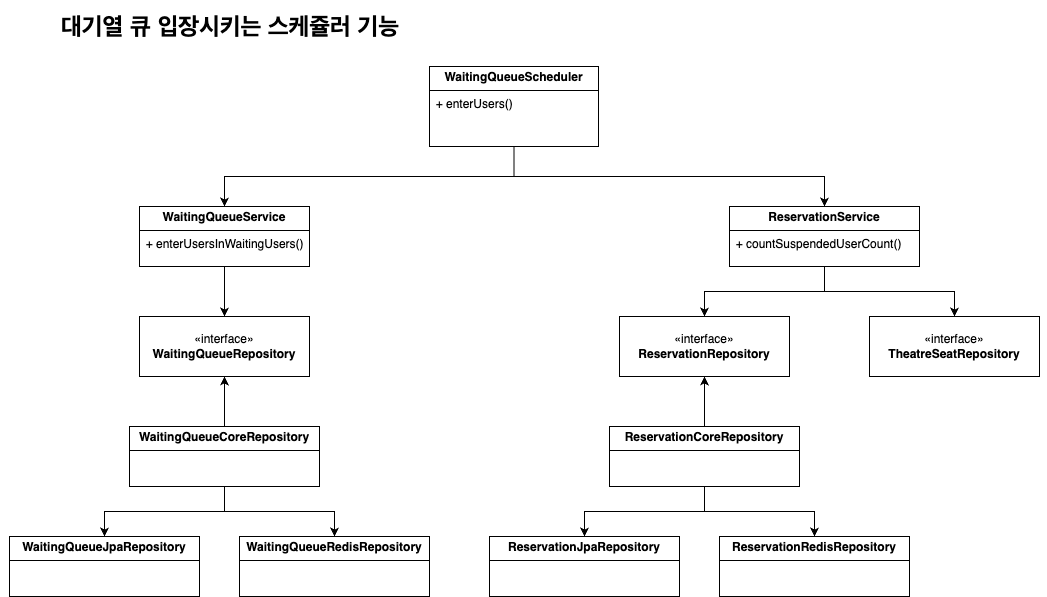 대기열 큐 입장시키는 스케쥴러 기능
WaitingQueueScheduler
+ enterUsers()
WaitingQueueService
+ enterUsersInWaitingUsers()
ReservationService
+ countSuspendedUserCount()
«interface»
WaitingQueueRepository
«interface»
ReservationRepository
«interface»
TheatreSeatRepository
WaitingQueueCoreRepository
ReservationCoreRepository
WaitingQueueJpaRepository
WaitingQueueRedisRepository
ReservationJpaRepository
ReservationRedisRepository